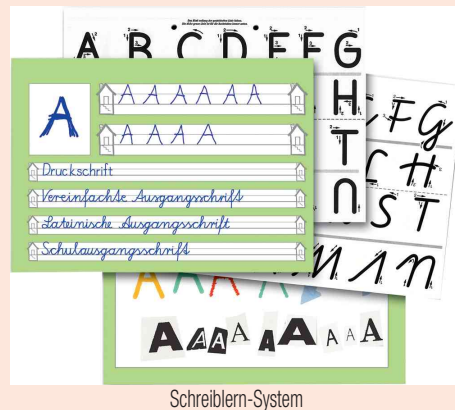 A B C D E F G
H
T
U
F G
L H
S T
M N
A A A A A A A
A A A A A
Druckschrift
Vereinfachte Ausgangsschrift
Lateinische Ausgangsschrift
Schulausgangsschrift
A A A A A A A A A
Schreiblern-System